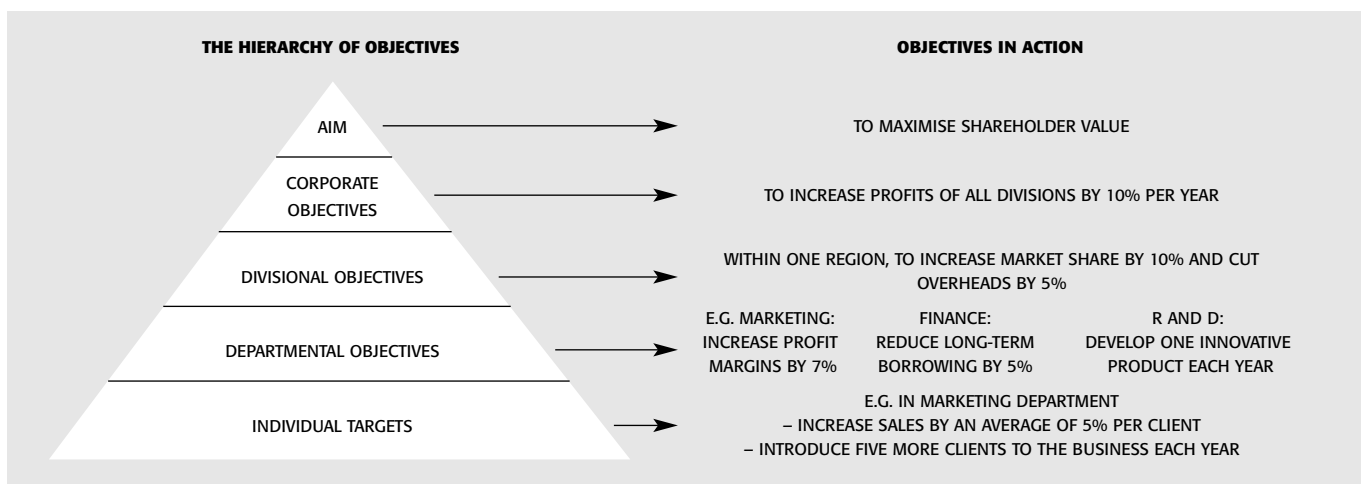 THE HIERARCHY OF OBJECTIVES
OBJECTIVES IN ACTION
AIM
TO MAXIMISE SHAREHOLDER VALUE
CORPORATE
OBJECTIVES
TO INCREASE PROFITS OF ALL DIVISIONS BY 10% PER YEAR
DIVISIONAL OBJECTIVES
WITHIN ONE REGION, TO INCREASE MARKET SHARE BY 10% AND CUT
OVERHEADS BY 5%
DEPARTMENTAL OBJECTIVES
E.G. MARKETING:
INCREASE PROFIT
MARGINS BY 7%
FINANCE:
REDUCE LONG-TERM
BORROWING BY 5%
R AND D:
DEVELOP ONE INNOVATIVE
PRODUCT EACH YEAR
INDIVIDUAL TARGETS
E.G. IN MARKETING DEPARTMENT
– INCREASE SALES BY AN AVERAGE OF 5% PER CLIENT
– INTRODUCE FIVE MORE CLIENTS TO THE BUSINESS EACH YEAR